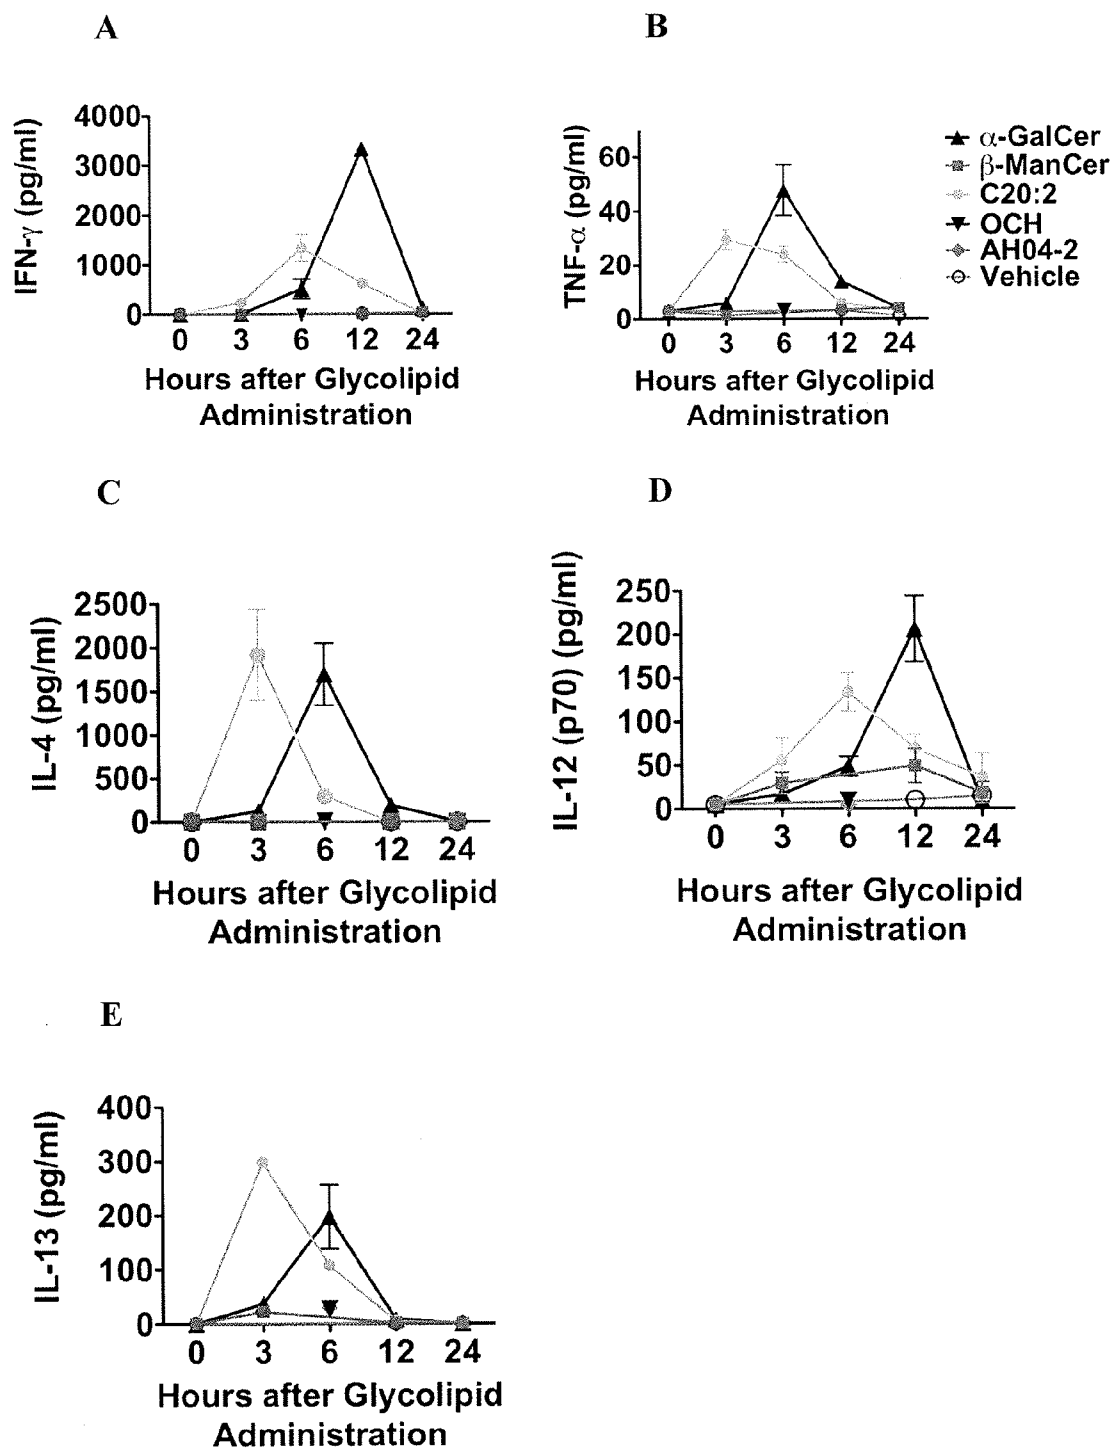 A
IFN-γ (pg/ml)
4000
3000
2000
1000
0
0 3 6 12 24
Hours after Glycolipid
Administration
B
TNF-α (pg/ml)
60
40
20
0
0 3 6 12 24
Hours after Glycolipid
Administration
α-GalCer
β-ManCer
C20:2
OCH
AH04-2
Vehicle
C
IL-4 (pg/ml)
2500
2000
1500
1000
500
0
0 3 6 12 24
Hours after Glycolipid
Administration
D
IL-12 (p70) (pg/ml)
250
200
150
100
50
0
0 3 6 12 24
Hours after Glycolipid
Administration
E
IL-13 (pg/ml)
400
300
200
100
0
0 3 6 12 24
Hours after Glycolipid
Administration